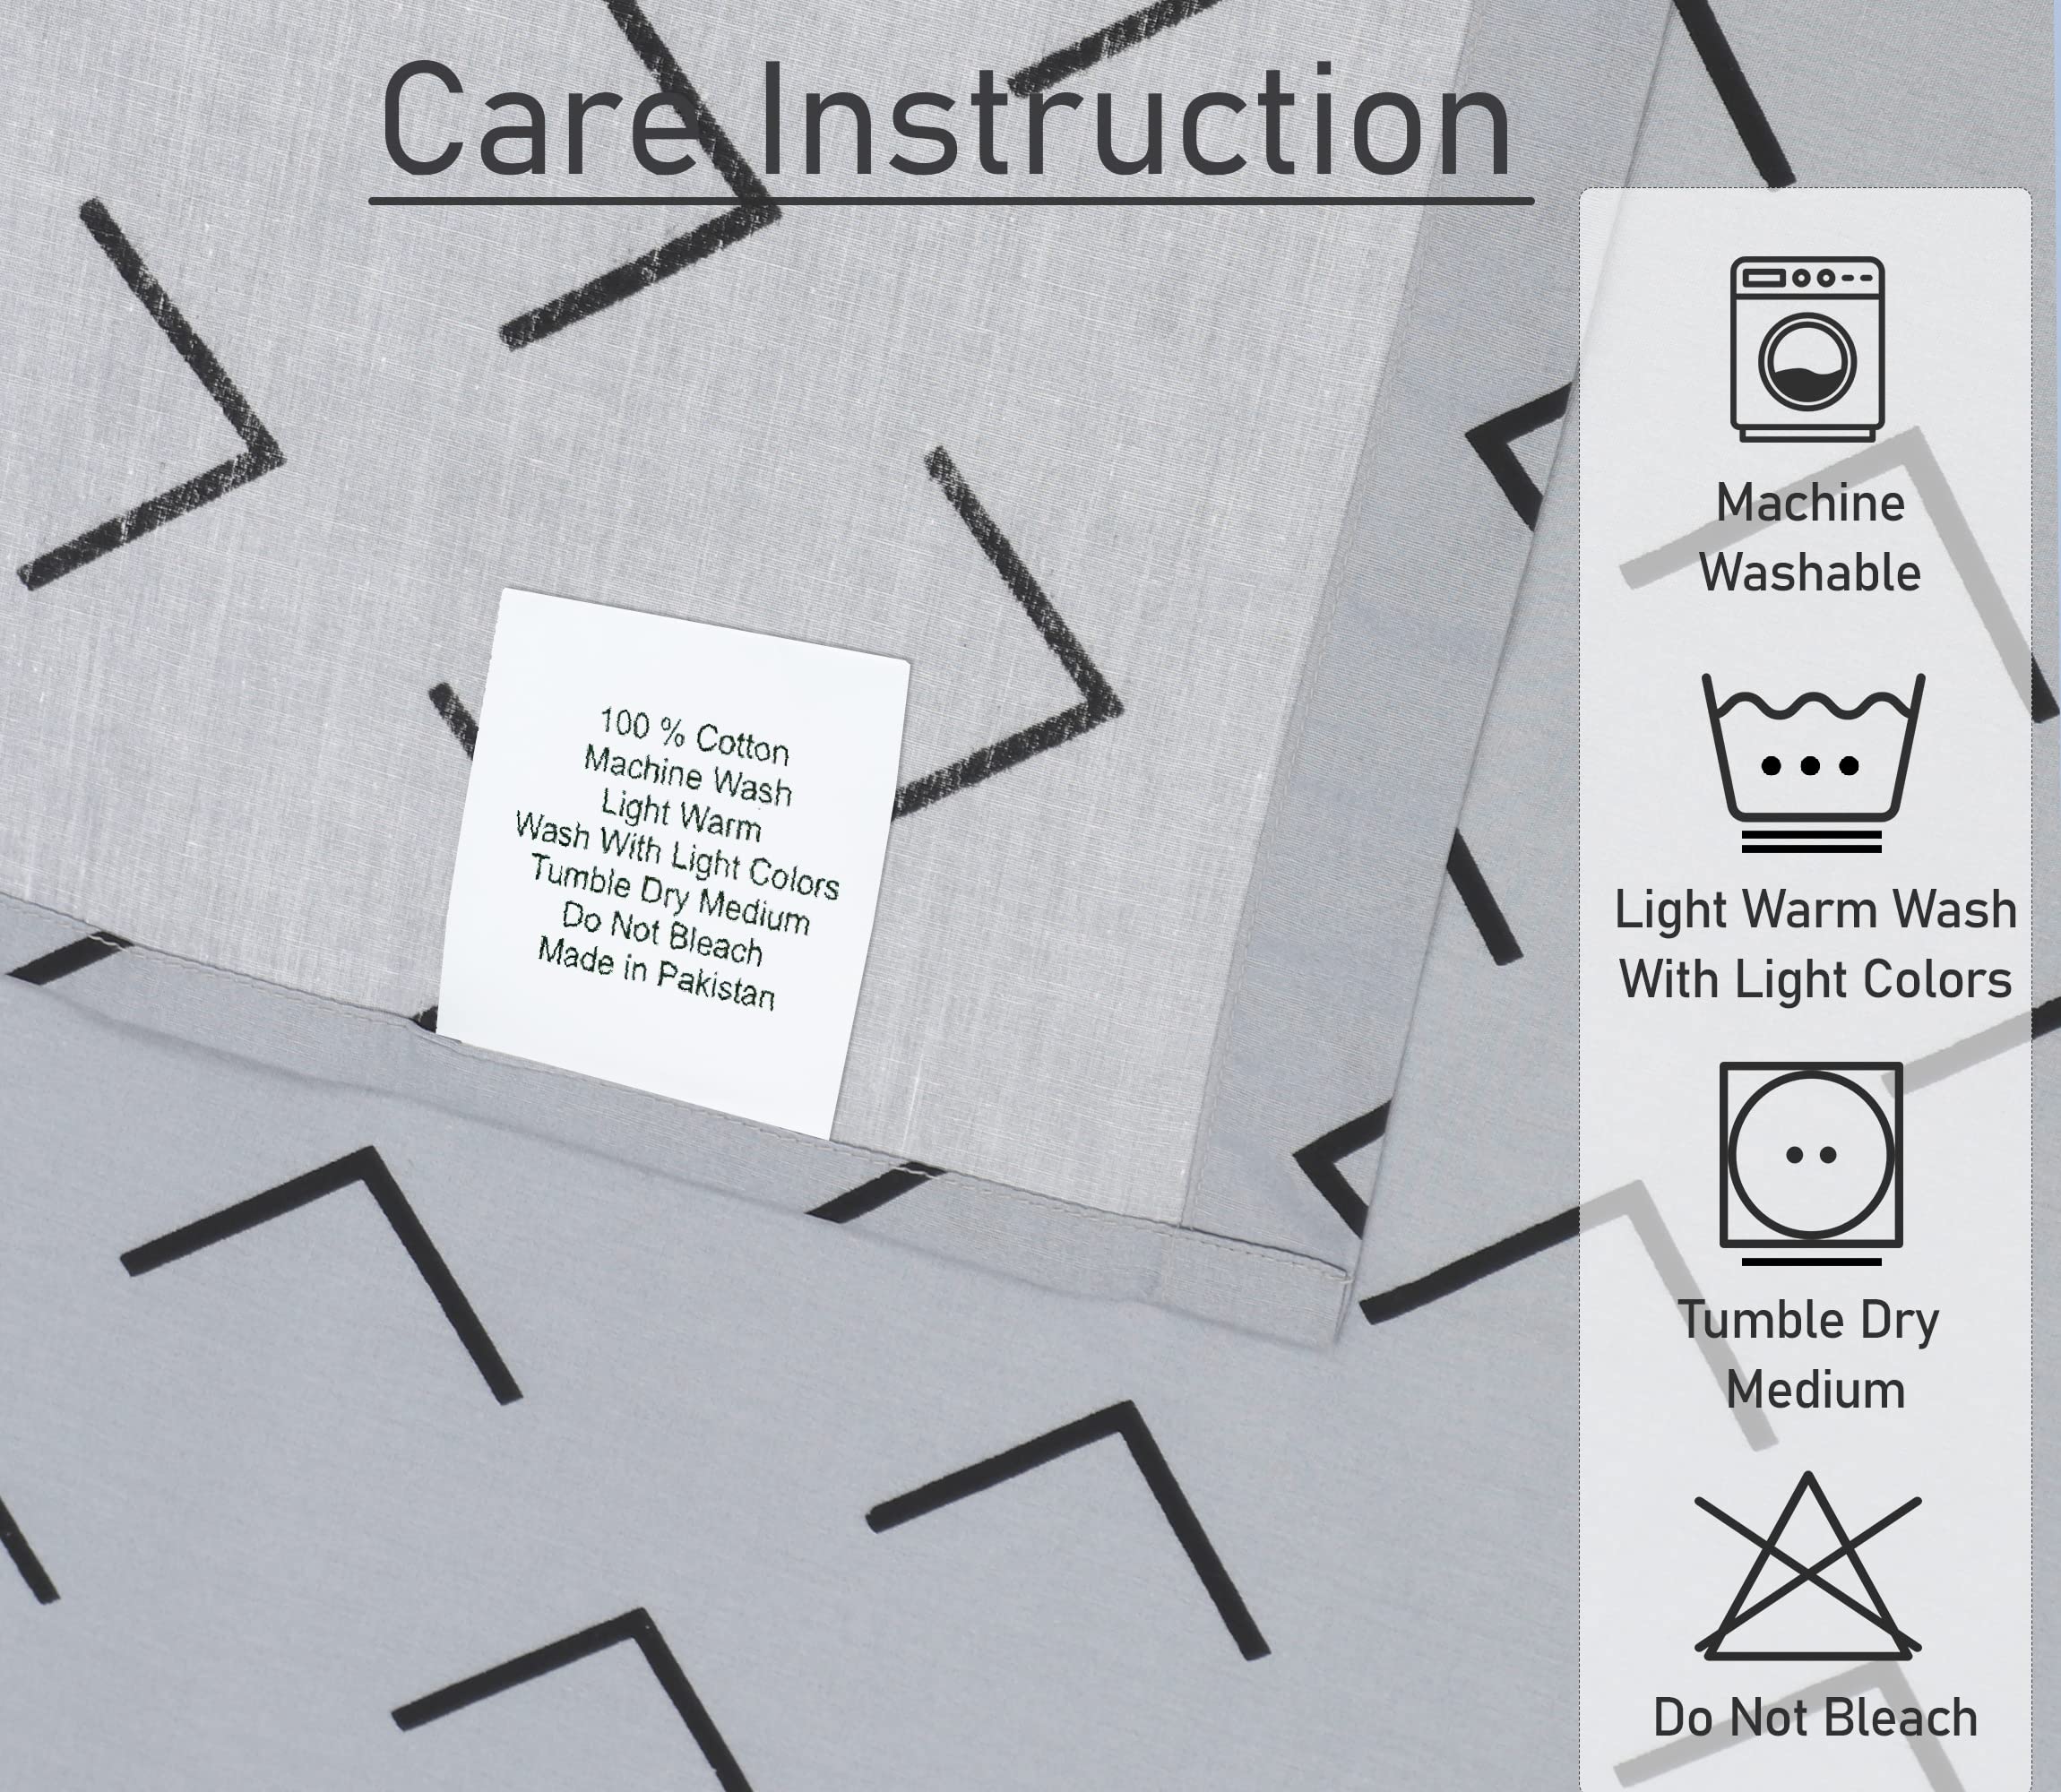 Care Instruction
100 % Cotton
Machine Wash
Light Warm
Wash With Light Colors
Tumble Dry Medium
Do Not Bleach
Made in Pakistan
Machine
Washable
Light Warm Wash
With Light Colors
Tumble Dry
Medium
Do Not Bleach